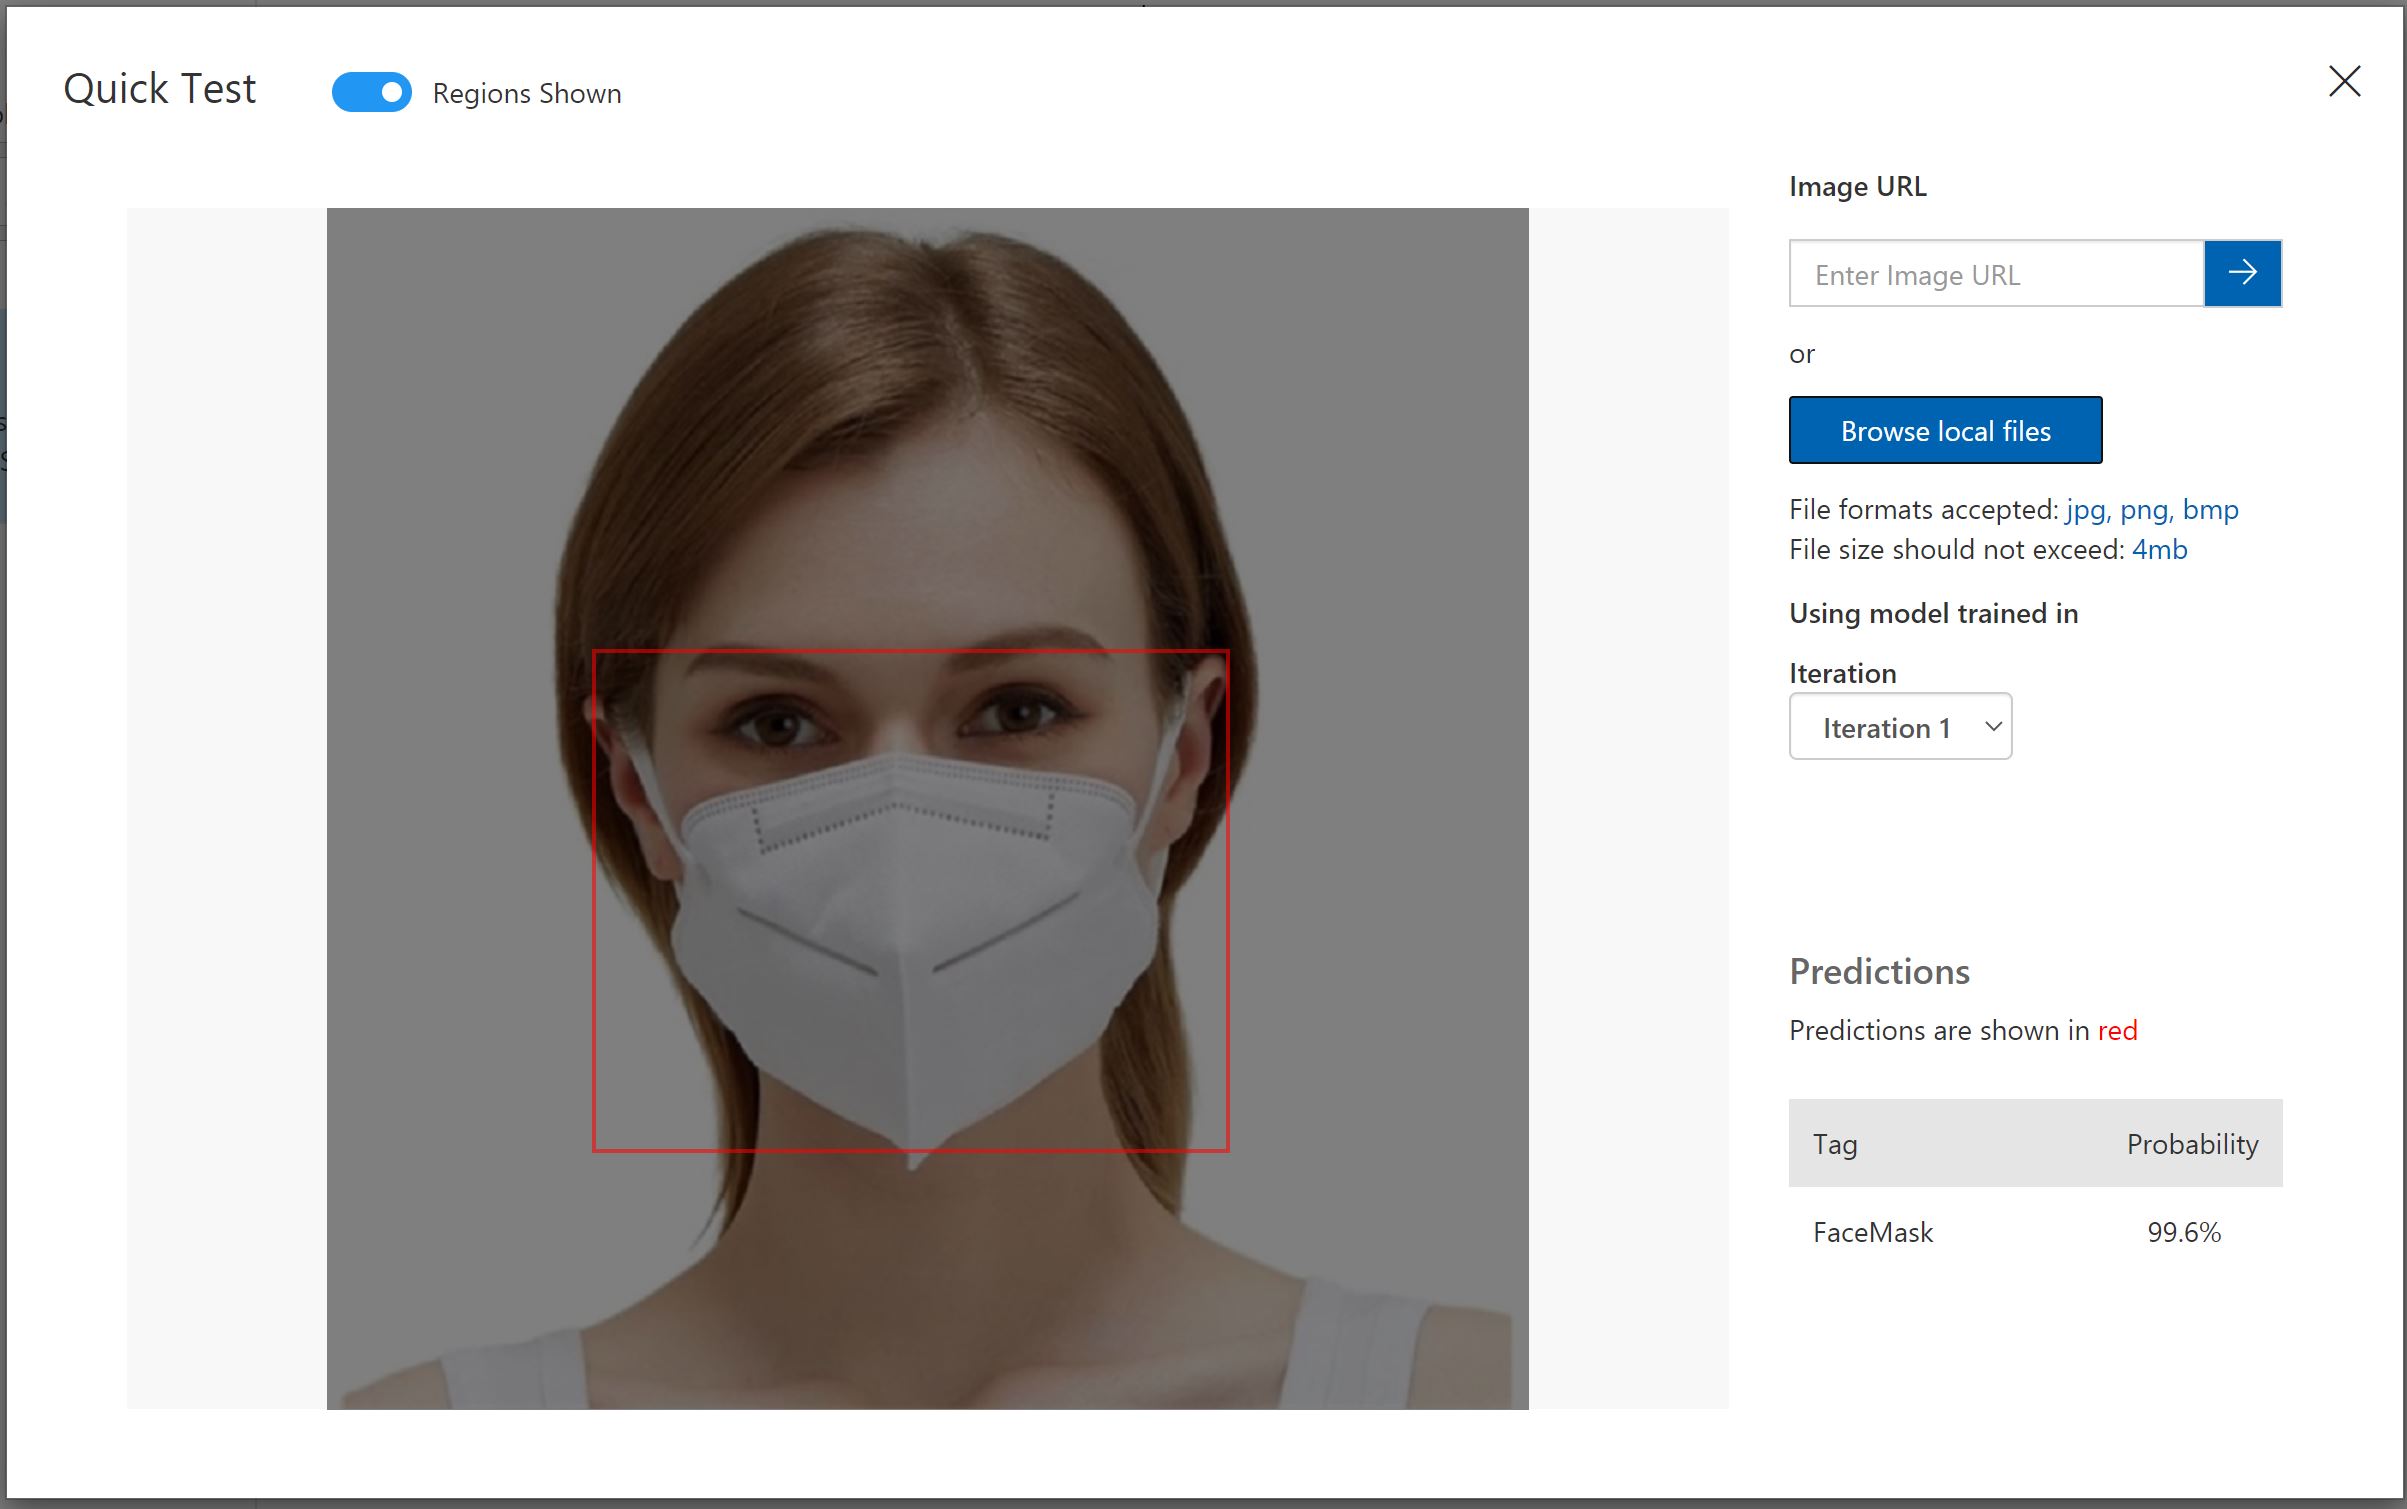 Quick Test
Regions Shown
Image URL
Enter Image URL
or
Browse local files
File formats accepted: jpg, png, bmp
File size should not exceed: 4mb
Using model trained in
Iteration
Iteration 1
Predictions
Predictions are shown in red
Tag Probability
FaceMask 99.6%